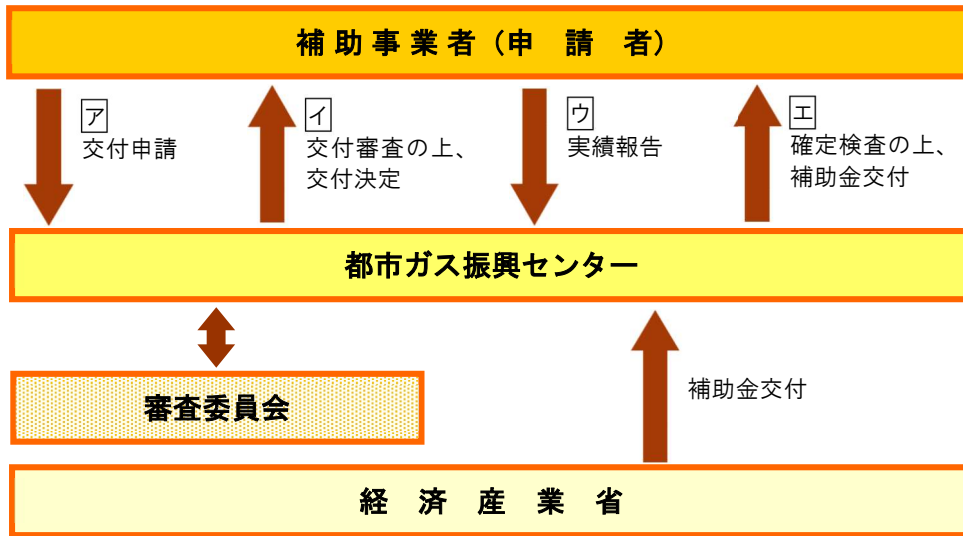 補助事業者（申請者）
ア
交付申請
イ
交付審査の上、
交付決定
ウ
実績報告
エ
確定検査の上、
補助金交付
都市ガス振興センター
審査委員会
補助金交付
経済産業省